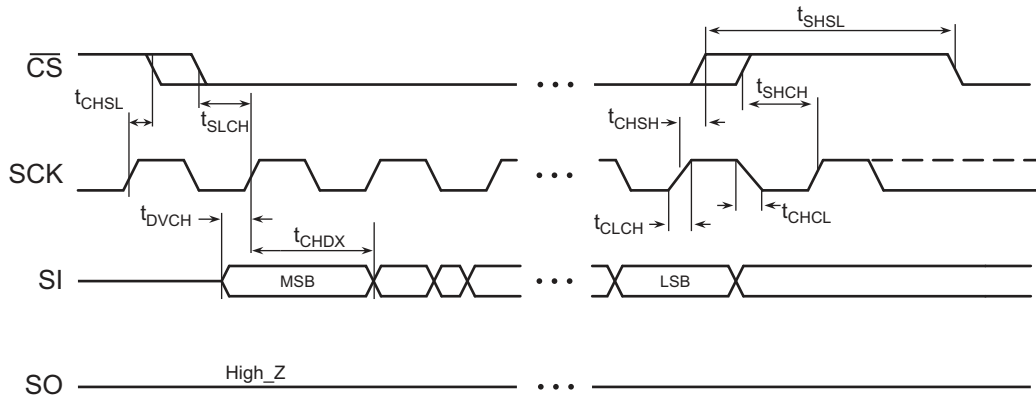 tSHSL
CS
tCHSL
tSLCH
tCHSH
tSHCH
SCK
tDVCH
tCHDX
tCLCH
tCHCL
SI
MSB
LSB
High_Z
SO